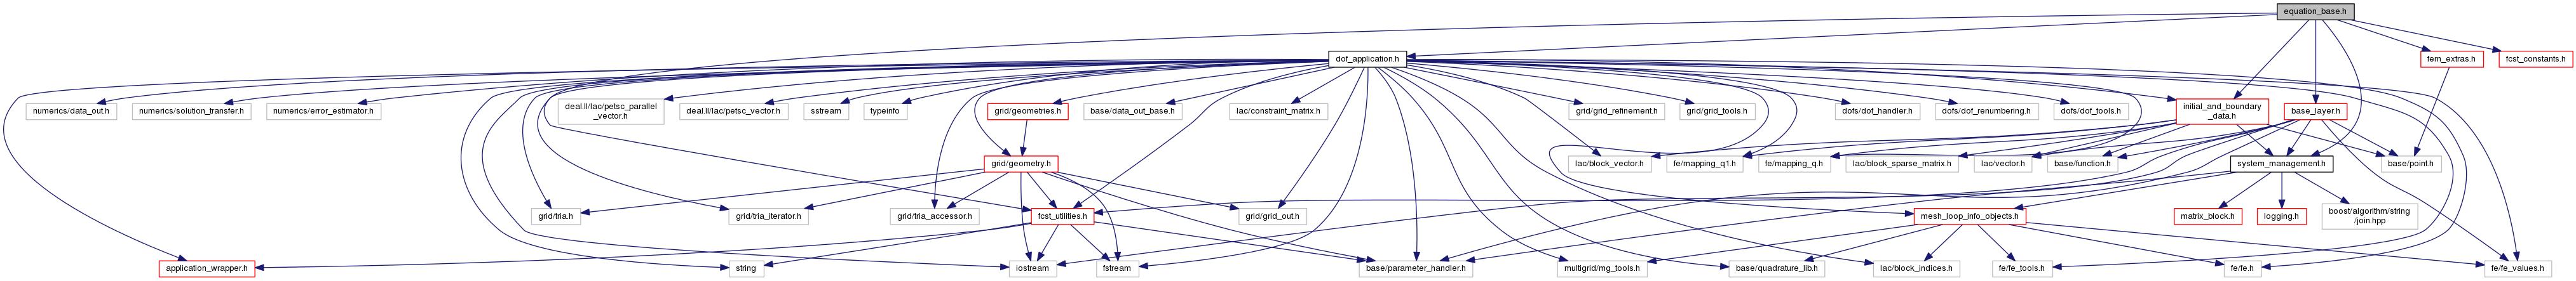 equation_base.h
dof_application.h
fem_extras.h
fcst_constants.h
numerics/data_out.h
numerics/solution_transfer.h
numerics/error_estimator.h
deal.II/lac/petsc_parallel
_vector.h
deal.II/lac/petsc_vector.h
sstream
typeinfo
grid/geometries.h
base/data_out_base.h
lac/constraint_matrix.h
grid/grid_refinement.h
grid/grid_tools.h
dofs/dof_handler.h
dofs/dof_renumbering.h
dofs/dof_tools.h
initial_and_boundary
_data.h
base_layer.h
grid/geometry.h
lac/block_vector.h
fe/mapping_q1.h
fe/mapping_q.h
lac/block_sparse_matrix.h
lac/vector.h
base/function.h
system_management.h
base/point.h
grid/tria.h
grid/tria_iterator.h
grid/tria_accessor.h
fcst_utilities.h
grid/grid_out.h
mesh_loop_info_objects.h
matrix_block.h
logging.h
boost/algorithm/string
/join.hpp
application_wrapper.h
string
iostream
fstream
base/parameter_handler.h
multigrid/mg_tools.h
base/quadrature_lib.h
lac/block_indices.h
fe/fe_tools.h
fe/fe.h
fe/fe_values.h